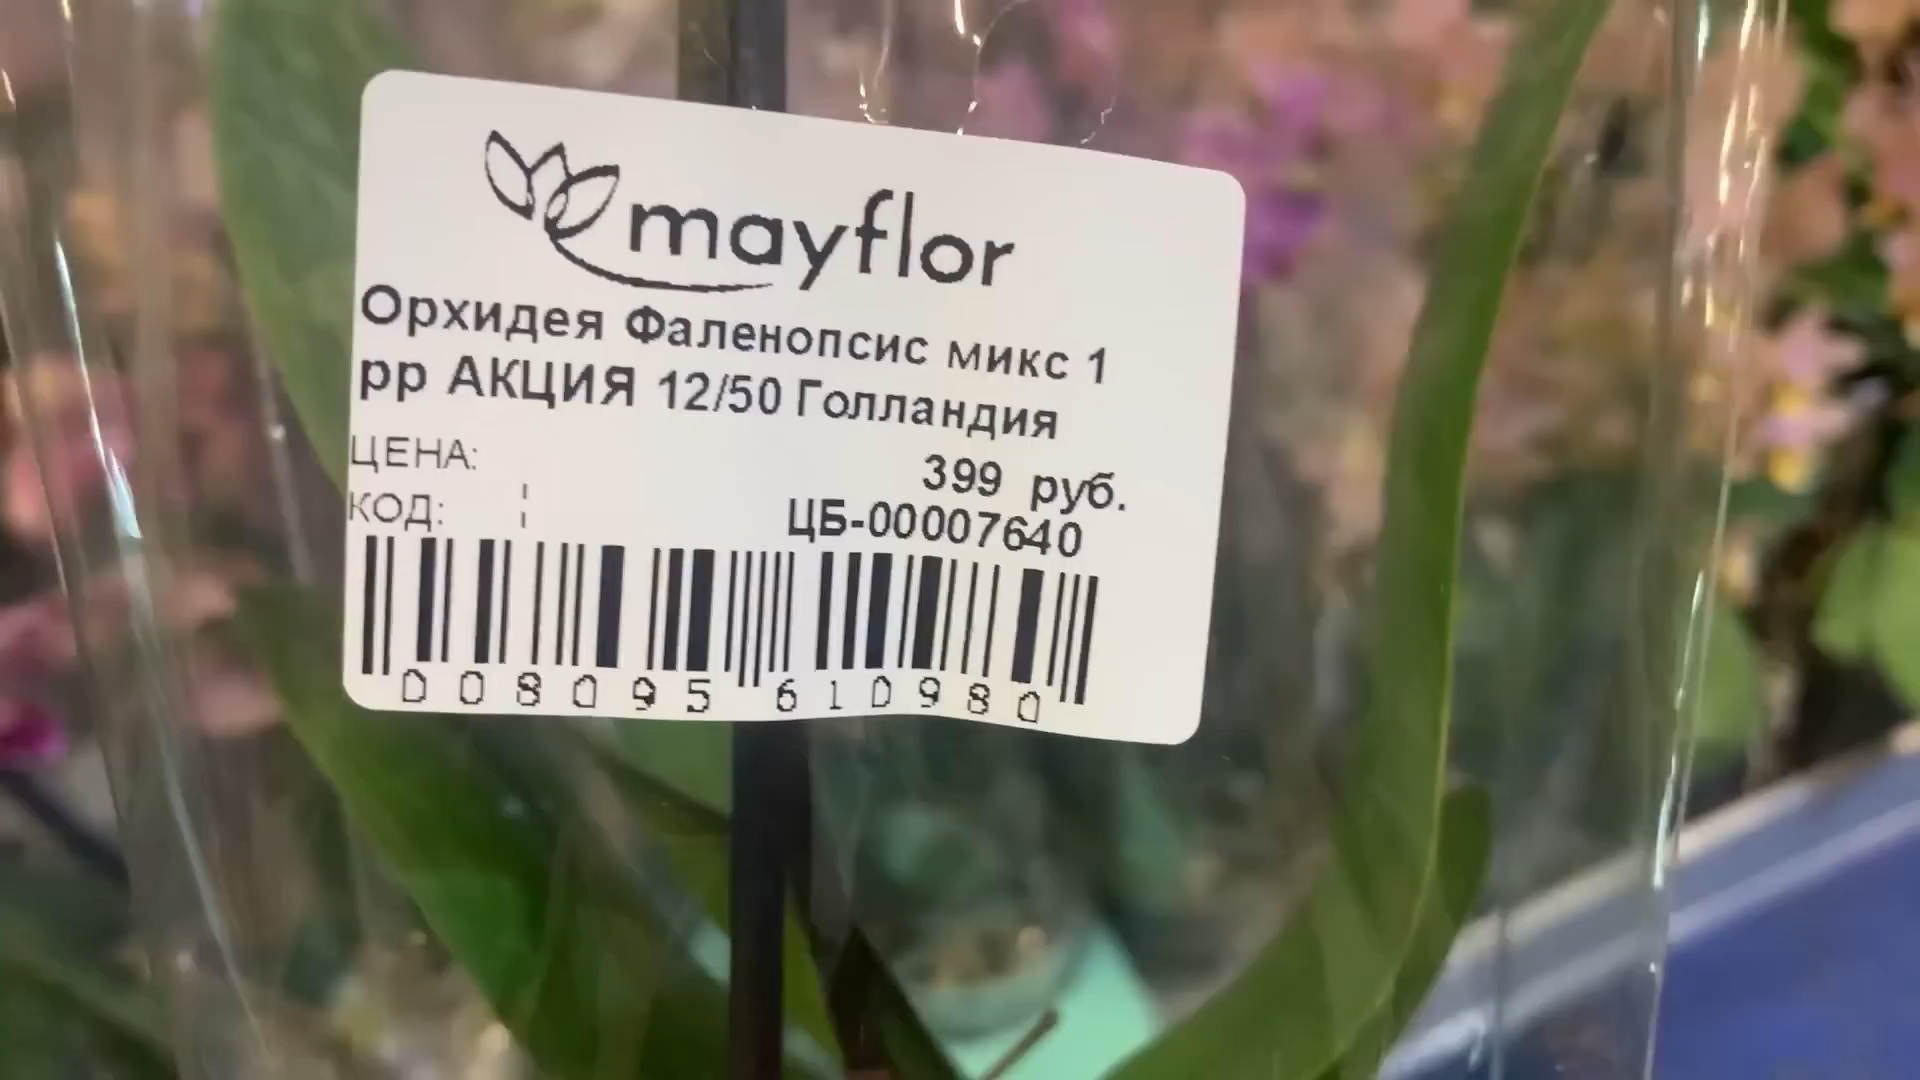 mayflor
Орхидея Фаленопсис микс 1
рр АКЦИЯ 12/50 Голландия
ЦЕНА: 399 руб.
КОД: ЦБ-00007640
008095 610980